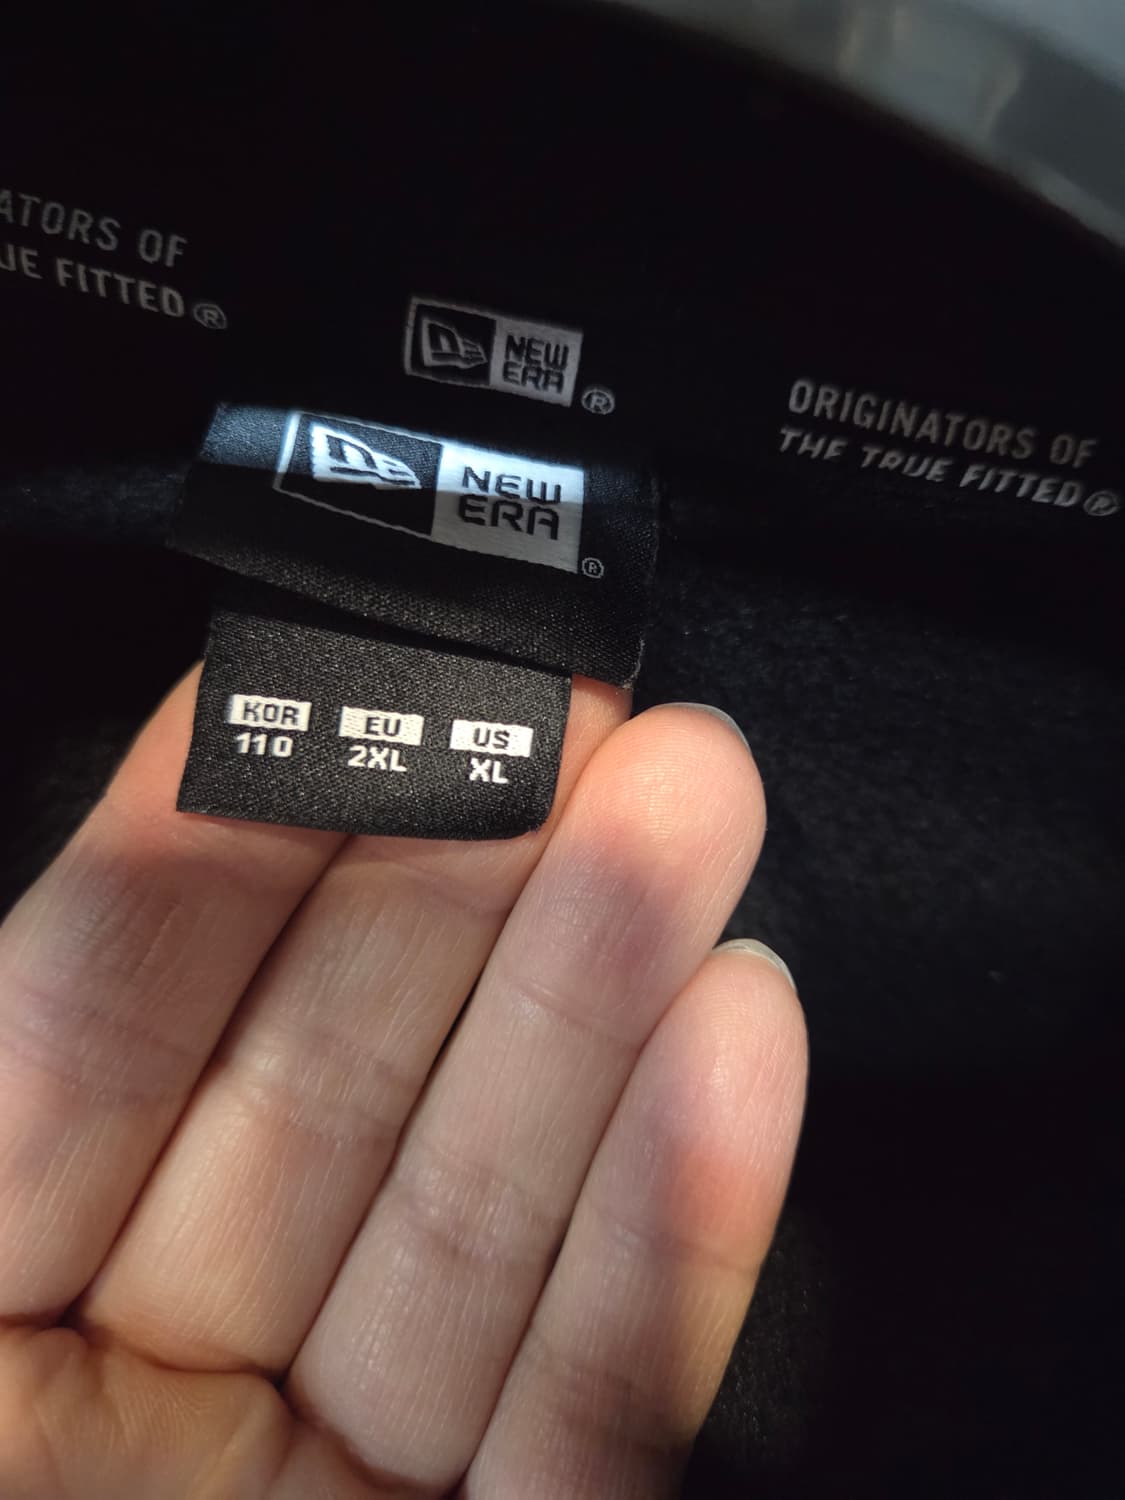 ATORS OF
UE FITTED®
NEW
ERA
®
ORIGINATORS OF
THE TRUE FITTED®
NEW
ERA
®
KOR EU US
110 2XL XL